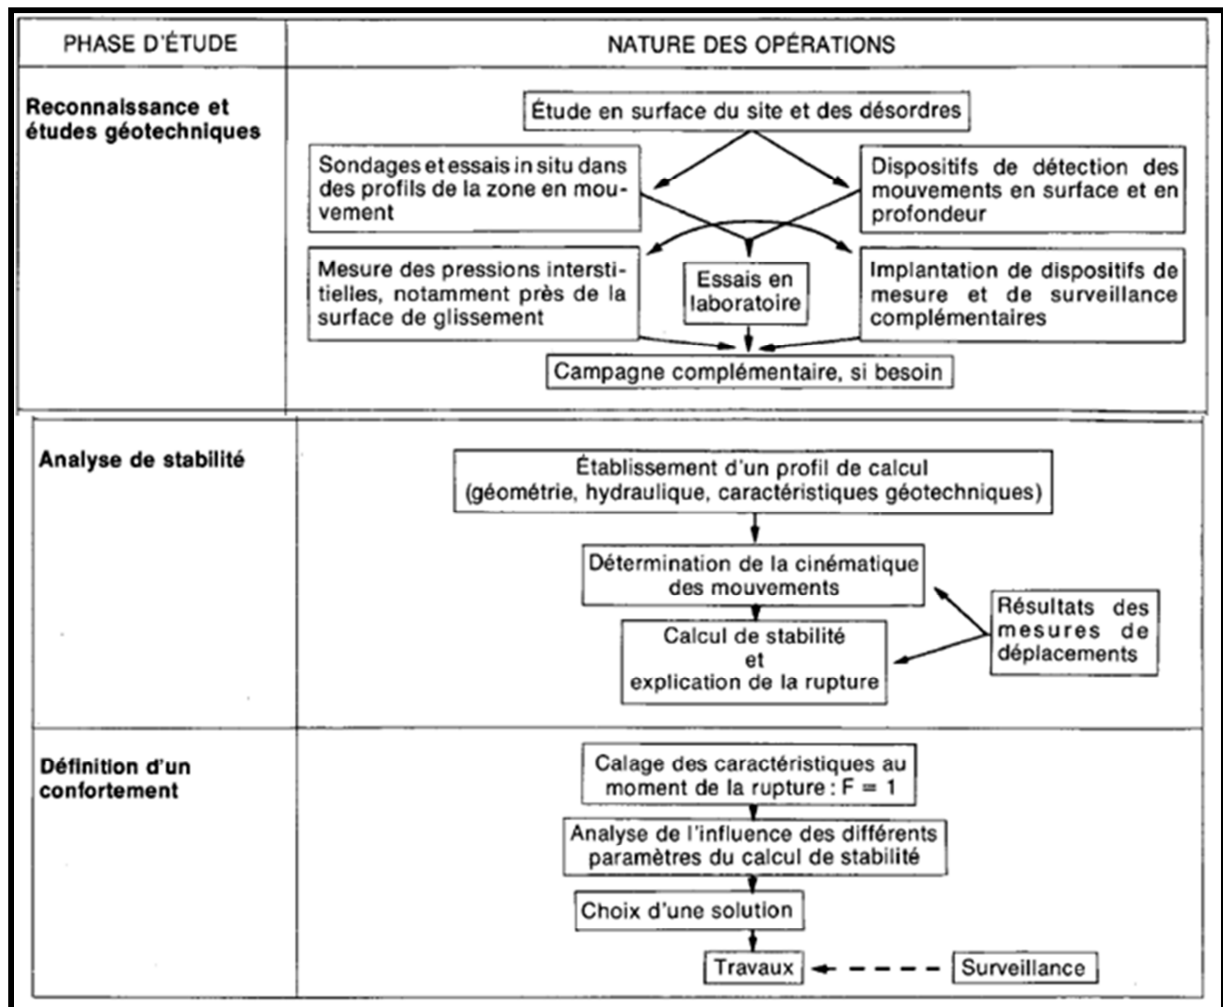 PHASE D'ÉTUDE
NATURE DES OPÉRATIONS
Reconnaissance et
études géotechniques
Étude en surface du site et des désordres
Sondages et essais in situ dans
des profils de la zone en mou-
vement
Dispositifs de détection des
mouvements en surface et en
profondeur
Mesure des pressions intersti-
tielles, notamment près de la
surface de glissement
Essais en
laboratoire
Implantation de dispositifs de
mesure et de surveillance
complémentaires
Campagne complémentaire, si besoin
Analyse de stabilité
Établissement d'un profil de calcul
(géométrie, hydraulique, caractéristiques géotechniques)
Détermination de la cinématique
des mouvements
Résultats des
mesures de
déplacements
Calcul de stabilité
et
explication de la rupture
Définition d'un
confortement
Calage des caractéristiques au
moment de la rupture : F = 1
Analyse de l'influence des différents
paramètres du calcul de stabilité
Choix d'une solution
Travaux
Surveillance